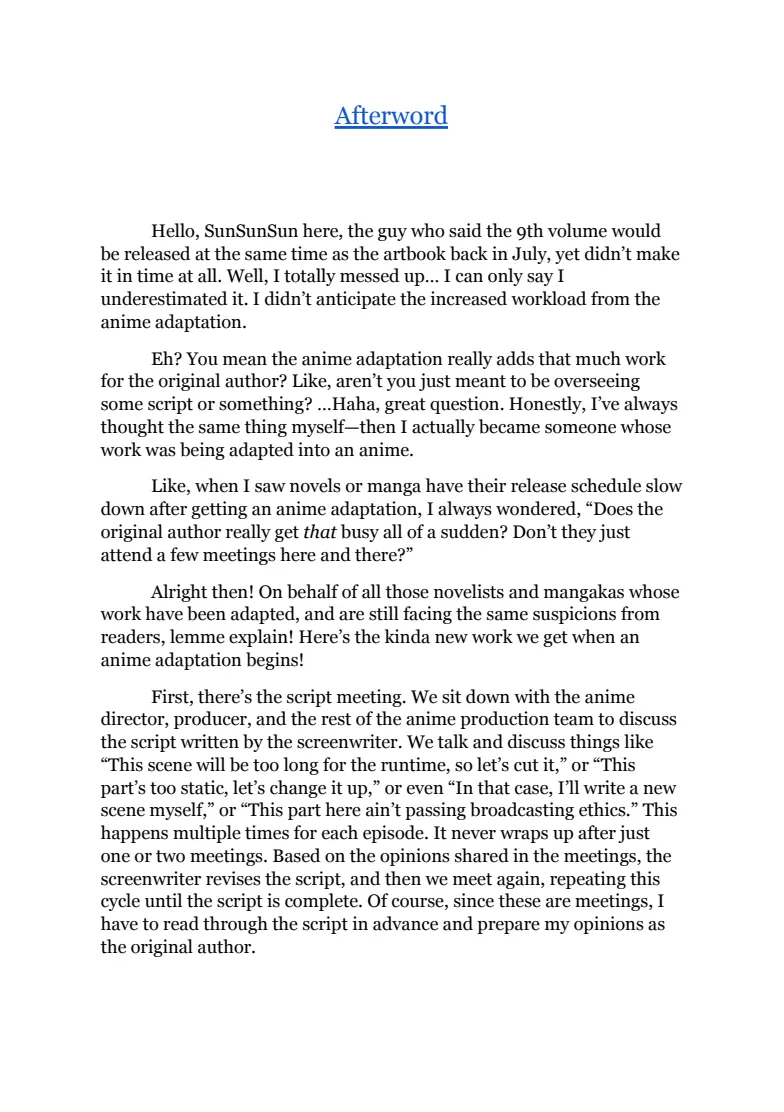 Afterword
Hello, SunSunSun here, the guy who said the 9th volume would
be released at the same time as the artbook back in July, yet didn’t make
it in time at all. Well, I totally messed up... I can only say I
underestimated it. I didn’t anticipate the increased workload from the
anime adaptation.
Eh? You mean the anime adaptation really adds that much work
for the original author? Like, aren’t you just meant to be overseeing
some script or something? ...Haha, great question. Honestly, I’ve always
thought the same thing myself—then I actually became someone whose
work was being adapted into an anime.
Like, when I saw novels or manga have their release schedule slow
down after getting an anime adaptation, I always wondered, “Does the
original author really get that busy all of a sudden? Don’t they just
attend a few meetings here and there?”
Alright then! On behalf of all those novelists and mangakas whose
work have been adapted, and are still facing the same suspicions from
readers, lemme explain! Here’s the kinda new work we get when an
anime adaptation begins!
First, there’s the script meeting. We sit down with the anime
director, producer, and the rest of the anime production team to discuss
the script written by the screenwriter. We talk and discuss things like
“This scene will be too long for the runtime, so let’s cut it,” or “This
part’s too static, let’s change it up,” or even “In that case, I’ll write a new
scene myself,” or “This part here ain’t passing broadcasting ethics.” This
happens multiple times for each episode. It never wraps up after just
one or two meetings. Based on the opinions shared in the meetings, the
screenwriter revises the script, and then we meet again, repeating this
cycle until the script is complete. Of course, since these are meetings, I
have to read through the script in advance and prepare my opinions as
the original author.